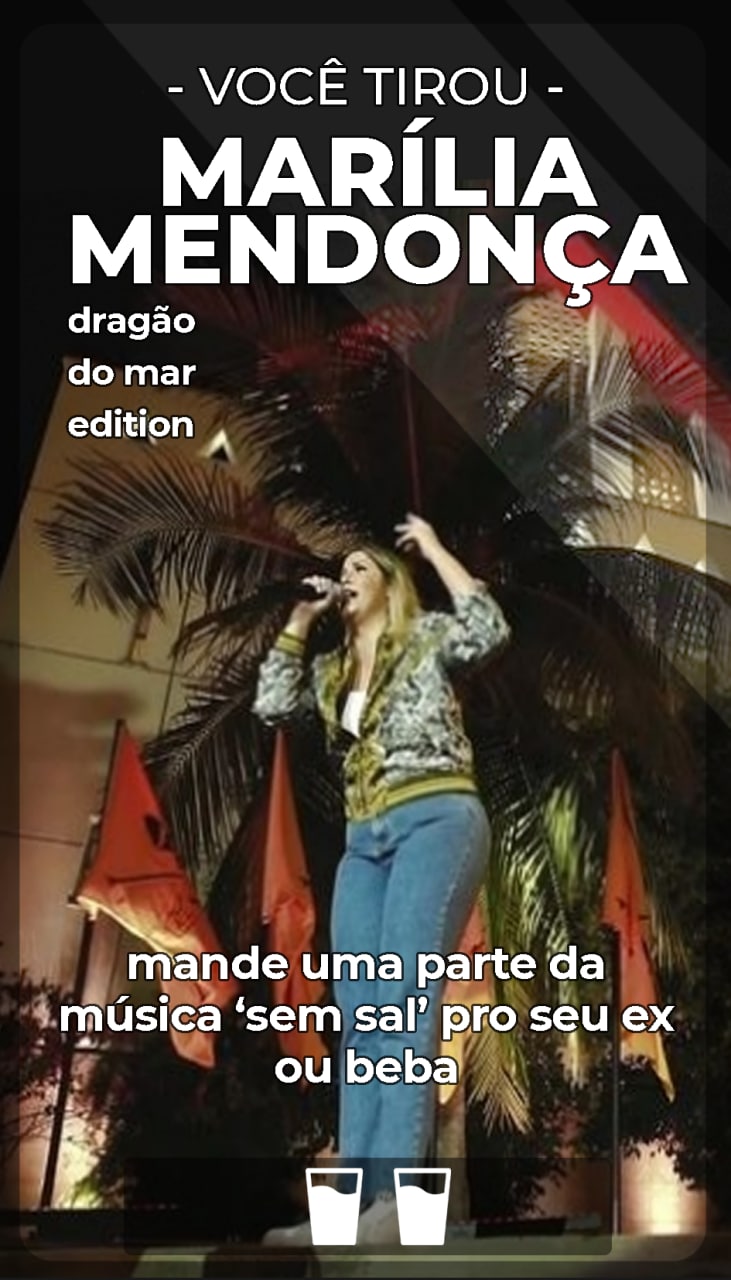 - VOCÊ TIROU -
MARÍLIA
MENDONÇA
dragão
do mar
edition
mande uma parte da
música ‘sem sal’ pro seu ex
ou beba